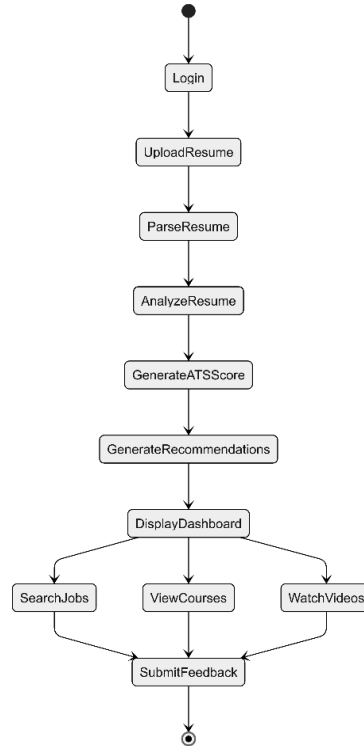 Login
UploadResume
ParseResume
AnalyzeResume
GenerateATSScore
GenerateRecommendations
DisplayDashboard
SearchJobs
ViewCourses
WatchVideos
SubmitFeedback